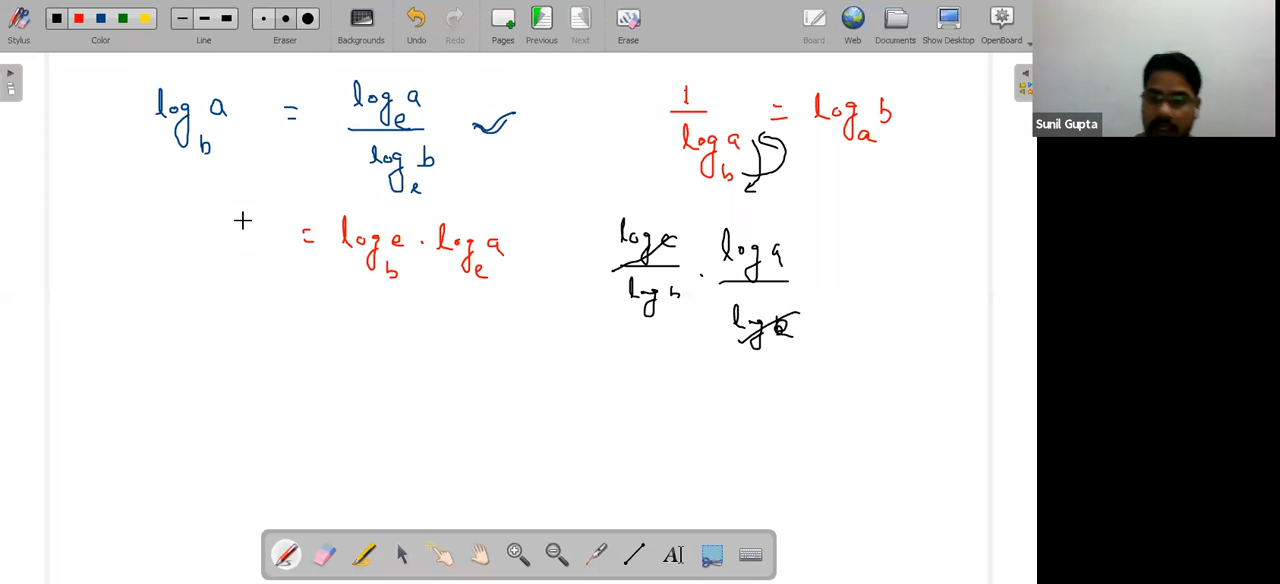 Stylus Color Line Eraser Backgrounds Undo Redo Pages Previous Next Erase Board Web Documents Show Desktop OpenBoard
Sunil Gupta
log_b a = log_e a / log_e b
1 / log_b a = log_a b
= log_b e . log_e a
log e / log b . log a / log e